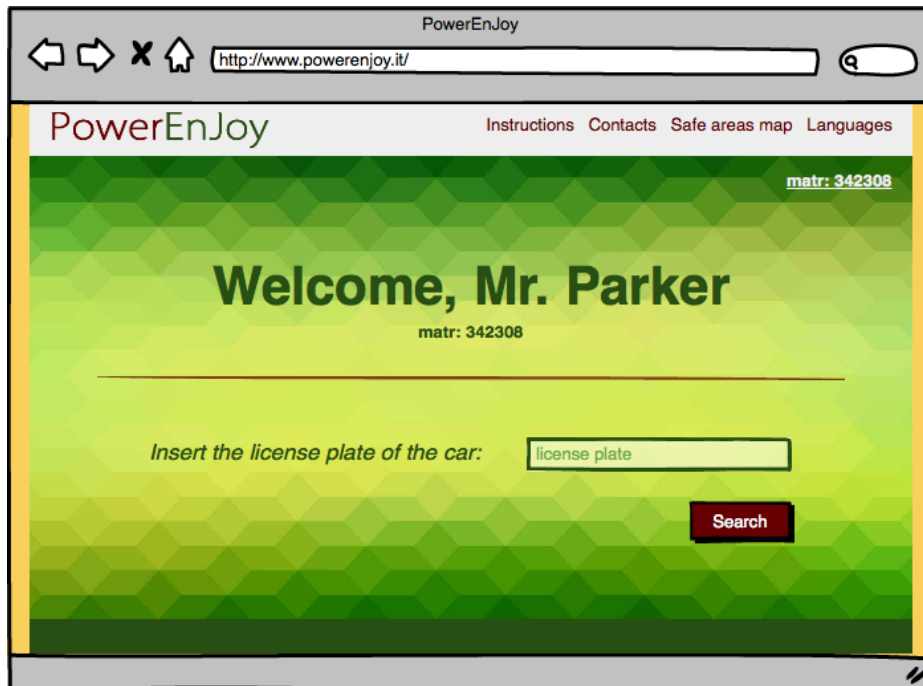 PowerEnJoy
http://www.powerenjoy.it/
PowerEnJoy
Instructions Contacts Safe areas map Languages
matr: 342308
Welcome, Mr. Parker
matr: 342308
Insert the license plate of the car:
license plate
Search